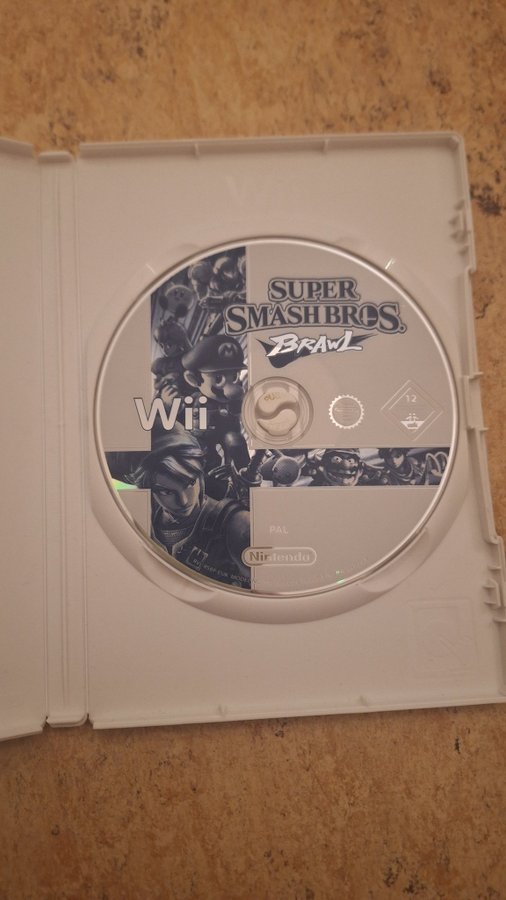 SUPER
SMASH BROS.
BRAWL
Wii
12
PAL
Nintendo